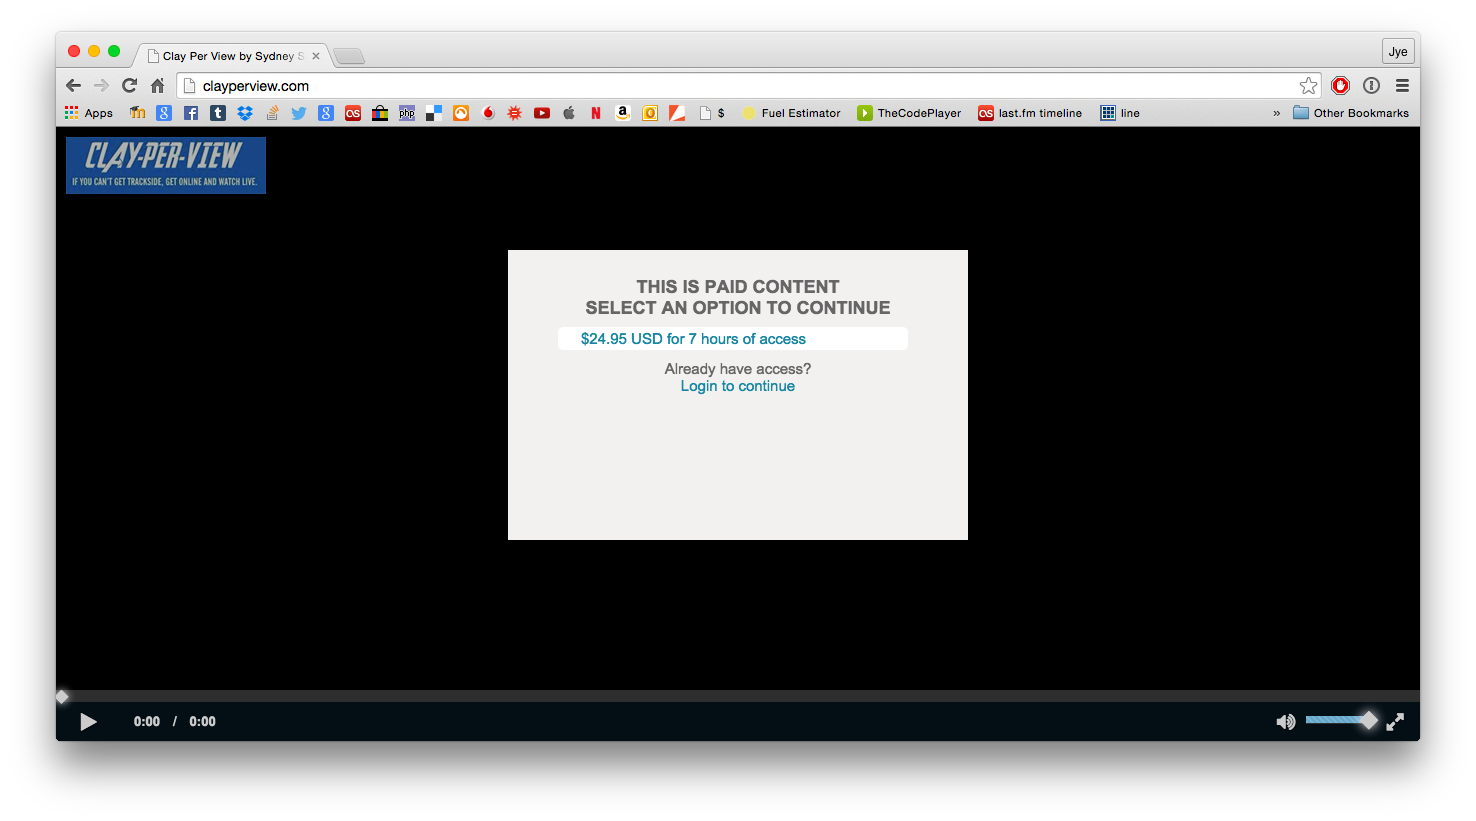 Clay Per View by Sydney S
Jye
clayperview.com
Apps
php
$
Fuel Estimator
TheCodePlayer
last.fm timeline
line
»
Other Bookmarks
CLAY-PER-VIEW
IF YOU CAN'T GET TRACKSIDE, GET ONLINE AND WATCH LIVE.
THIS IS PAID CONTENT
SELECT AN OPTION TO CONTINUE
$24.95 USD for 7 hours of access
Already have access?
Login to continue
0:00 / 0:00